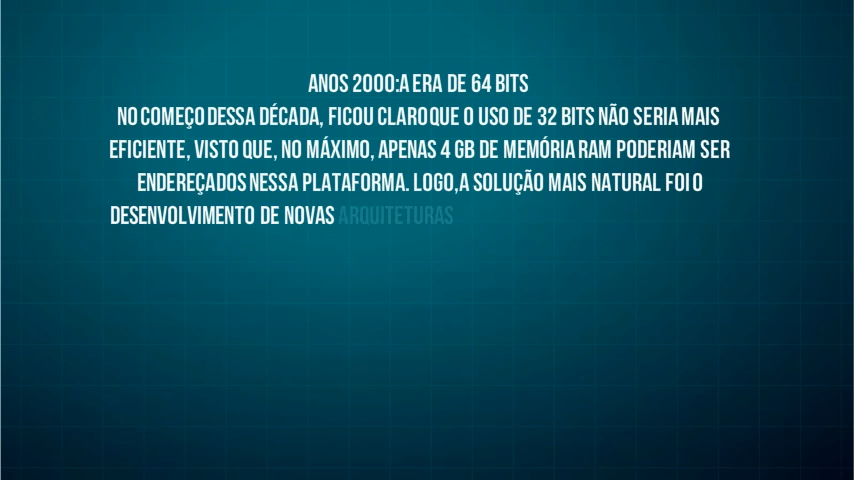 ANOS 2000:A ERA DE 64 BITS
NO COMEÇO DESSA DÉCADA, FICOU CLARO QUE O USO DE 32 BITS NÃO SERIA MAIS
EFICIENTE, VISTO QUE, NO MÁXIMO, APENAS 4 GB DE MEMÓRIA RAM PODERIAM SER
ENDEREÇADOS NESSA PLATAFORMA. LOGO,A SOLUÇÃO MAIS NATURAL FOI O
DESENVOLVIMENTO DE NOVAS ARQUITETURAS